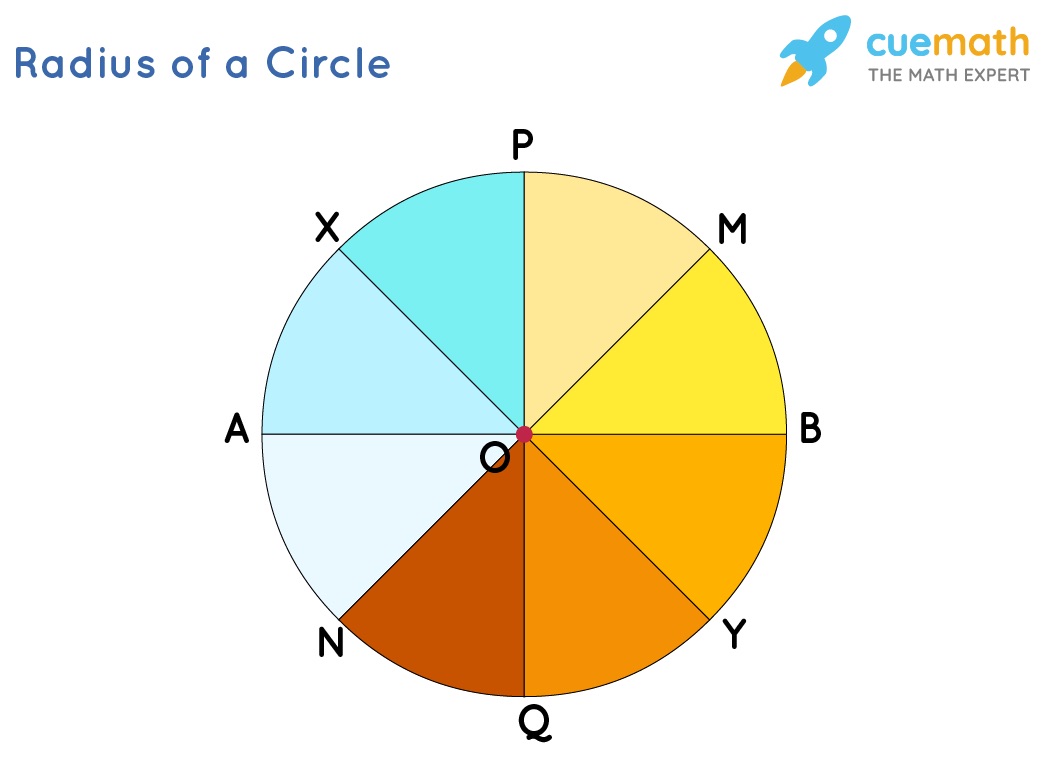 Radius of a Circle
cuemath
THE MATH EXPERT
P
X
M
A
B
O
N
Y
Q